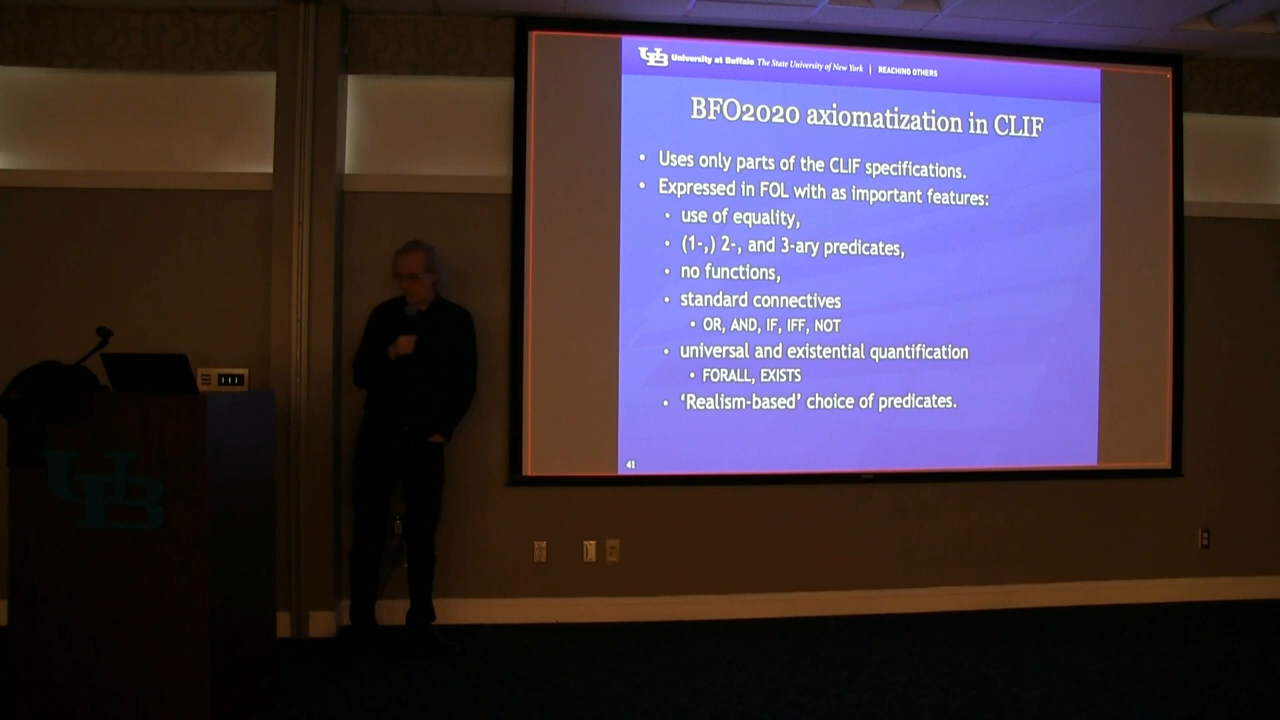 UB University at Buffalo The State University of New York | REACHING OTHERS
BFO2020 axiomatization in CLIF
• Uses only parts of the CLIF specifications.
• Expressed in FOL with as important features:
• use of equality,
• (1-,) 2-, and 3-ary predicates,
• no functions,
• standard connectives
• OR, AND, IF, IFF, NOT
• universal and existential quantification
• FORALL, EXISTS
• ‘Realism-based’ choice of predicates.
41
UB